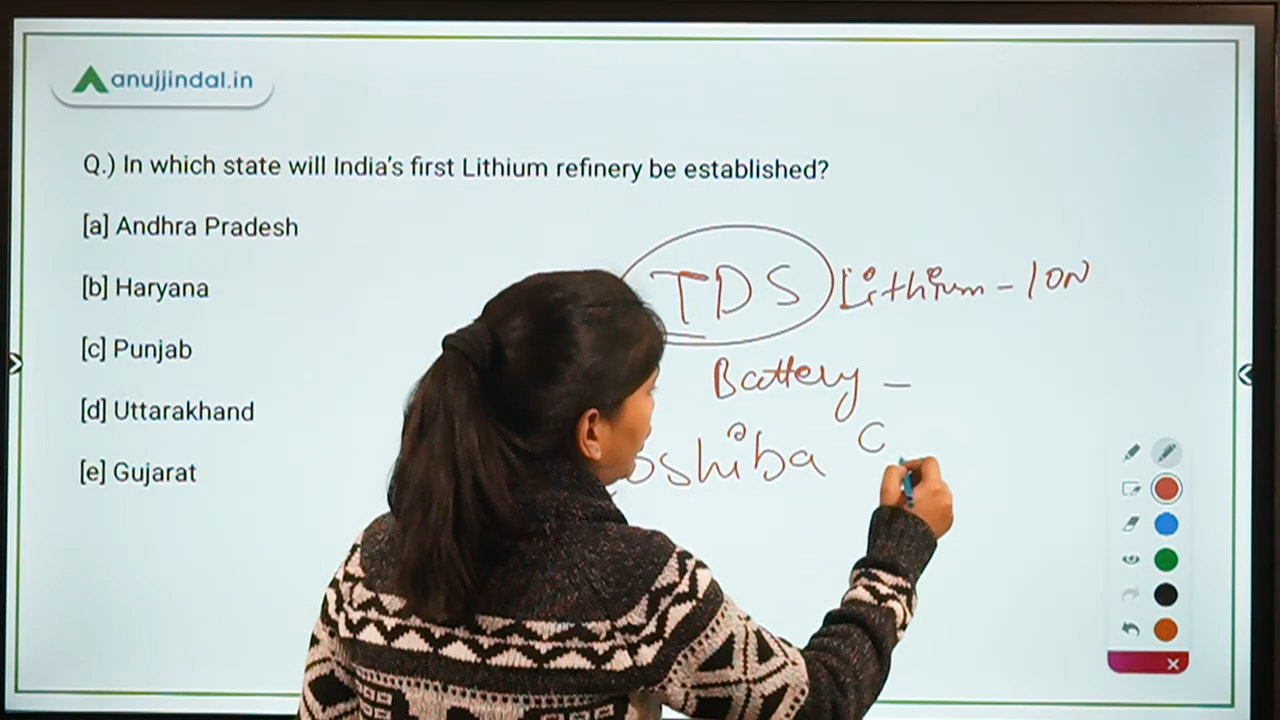 anujjindal.in
Q.) In which state will India's first Lithium refinery be established?
[a] Andhra Pradesh
[b] Haryana
[c] Punjab
[d] Uttarakhand
[e] Gujarat
TDS Lithium-ION
Battery –
oshiba C